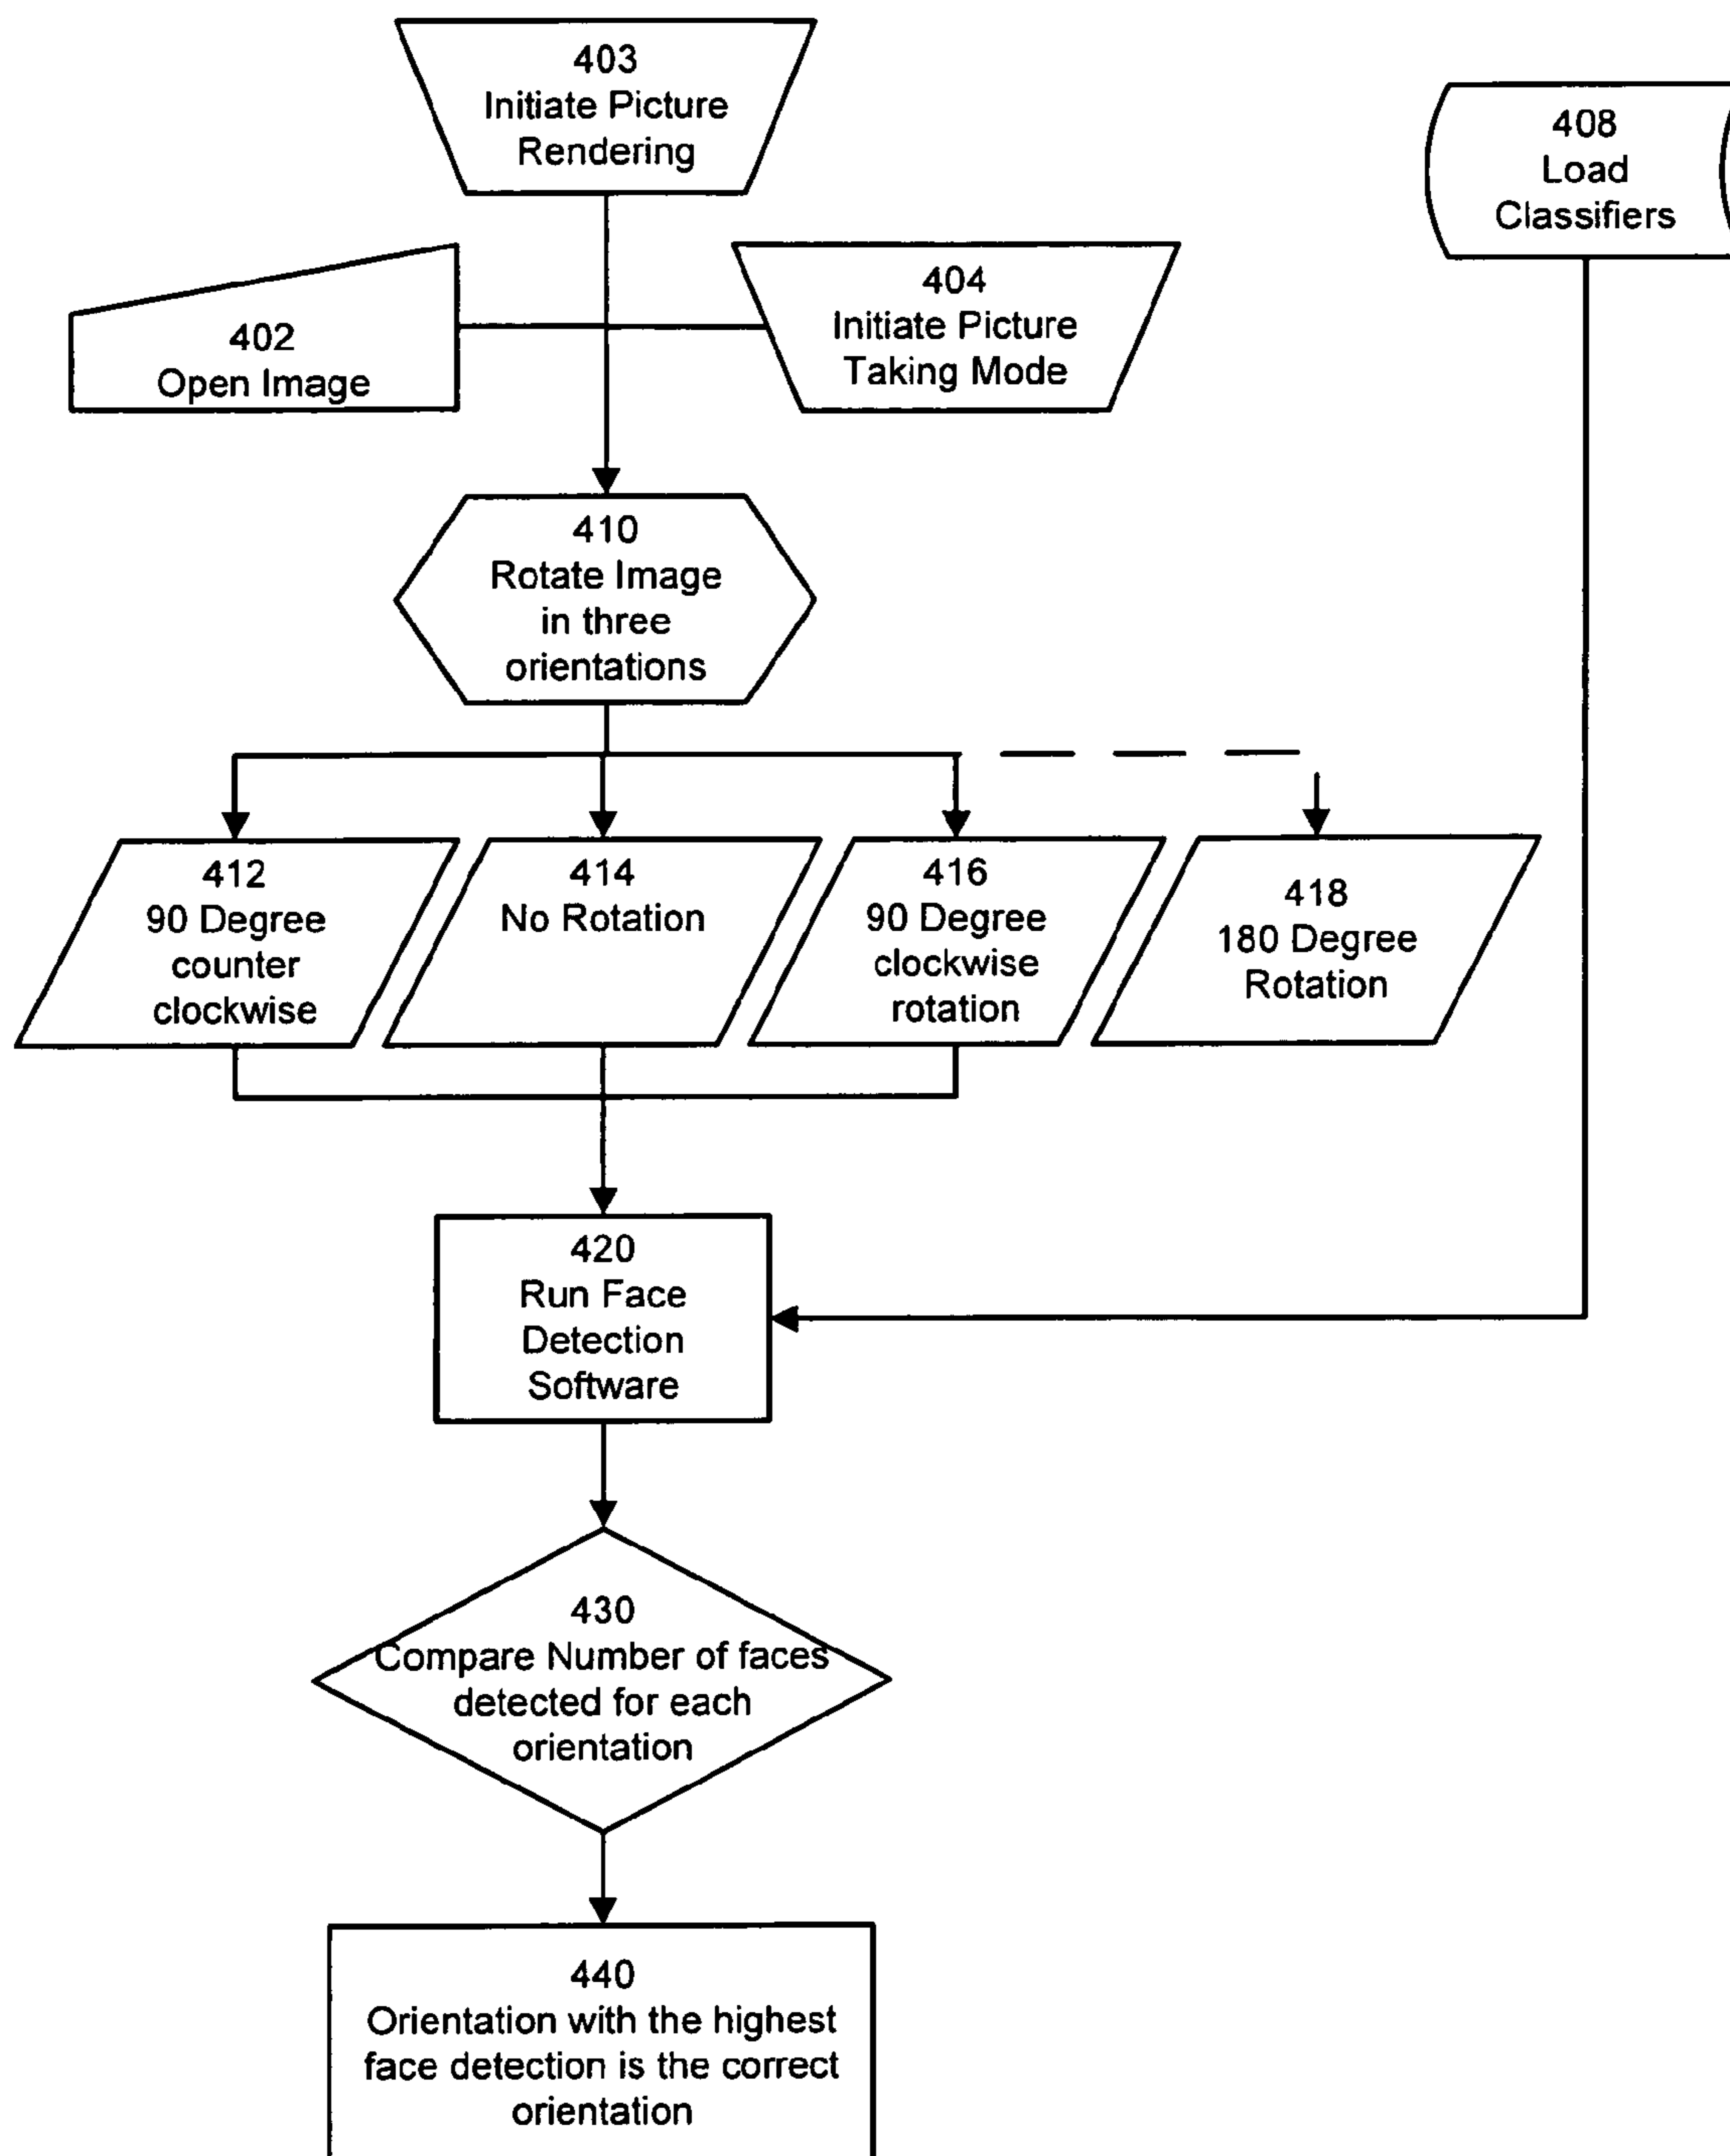 403
Initiate Picture
Rendering
408
Load
Classifiers
402
Open Image
404
Initiate Picture
Taking Mode
410
Rotate Image
in three
orientations
412
90 Degree
counter
clockwise
414
No Rotation
416
90 Degree
clockwise
rotation
418
180 Degree
Rotation
420
Run Face
Detection
Software
430
Compare Number of faces
detected for each
orientation
440
Orientation with the highest
face detection is the correct
orientation